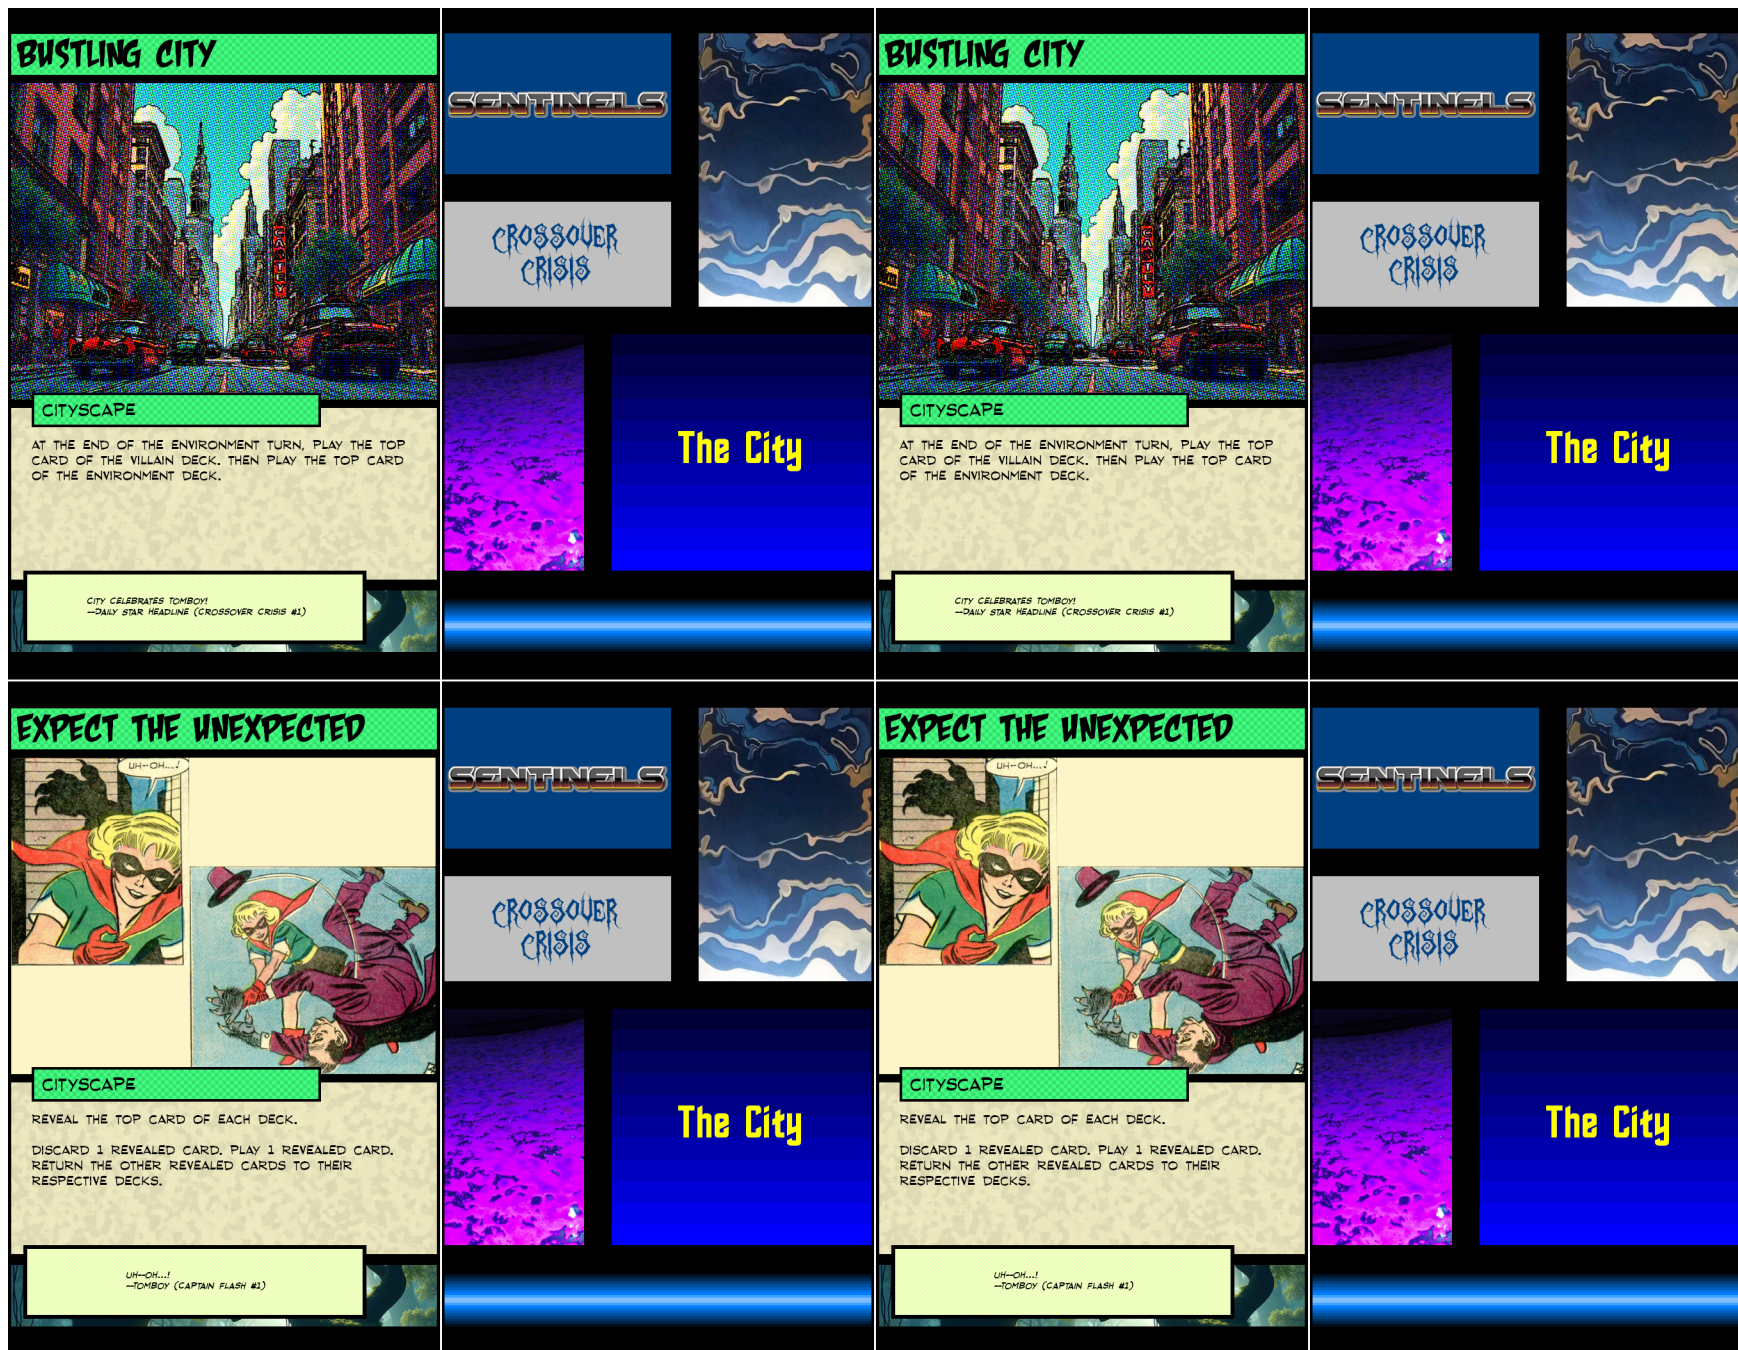 BUSTLING CITY
CITYSCAPE
AT THE END OF THE ENVIRONMENT TURN, PLAY THE TOP
CARD OF THE VILLAIN DECK. THEN PLAY THE TOP CARD
OF THE ENVIRONMENT DECK.
CITY CELEBRATES TOMBOY!
--DAILY STAR HEADLINE (CROSSOVER CRISIS #1)
SENTINELS
CROSSOVER
CRISIS
The City
BUSTLING CITY
CITYSCAPE
AT THE END OF THE ENVIRONMENT TURN, PLAY THE TOP
CARD OF THE VILLAIN DECK. THEN PLAY THE TOP CARD
OF THE ENVIRONMENT DECK.
CITY CELEBRATES TOMBOY!
--DAILY STAR HEADLINE (CROSSOVER CRISIS #1)
SENTINELS
CROSSOVER
CRISIS
The City
EXPECT THE UNEXPECTED
UH--OH...!
CITYSCAPE
REVEAL THE TOP CARD OF EACH DECK.
DISCARD 1 REVEALED CARD. PLAY 1 REVEALED CARD.
RETURN THE OTHER REVEALED CARDS TO THEIR
RESPECTIVE DECKS.
UH--OH...!
--TOMBOY (CAPTAIN FLASH #1)
SENTINELS
CROSSOVER
CRISIS
The City
EXPECT THE UNEXPECTED
UH--OH...!
CITYSCAPE
REVEAL THE TOP CARD OF EACH DECK.
DISCARD 1 REVEALED CARD. PLAY 1 REVEALED CARD.
RETURN THE OTHER REVEALED CARDS TO THEIR
RESPECTIVE DECKS.
UH--OH...!
--TOMBOY (CAPTAIN FLASH #1)
SENTINELS
CROSSOVER
CRISIS
The City